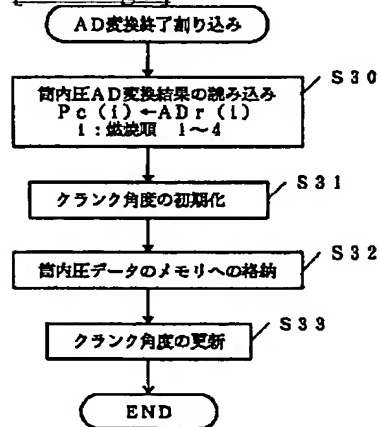 AD変換終了割り込み
S30
筒内圧AD変換結果の読み込み
Pc(i)←ADr(i)
i:燃焼順 1~4
S31
クランク角度の初期化
S32
筒内圧データのメモリへの格納
S33
クランク角度の更新
END